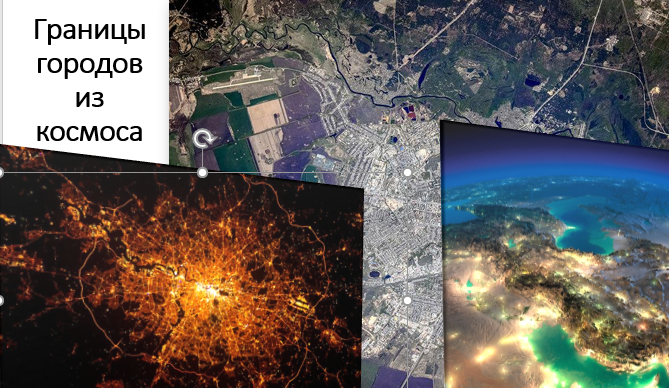 Границы
городов
из
космоса